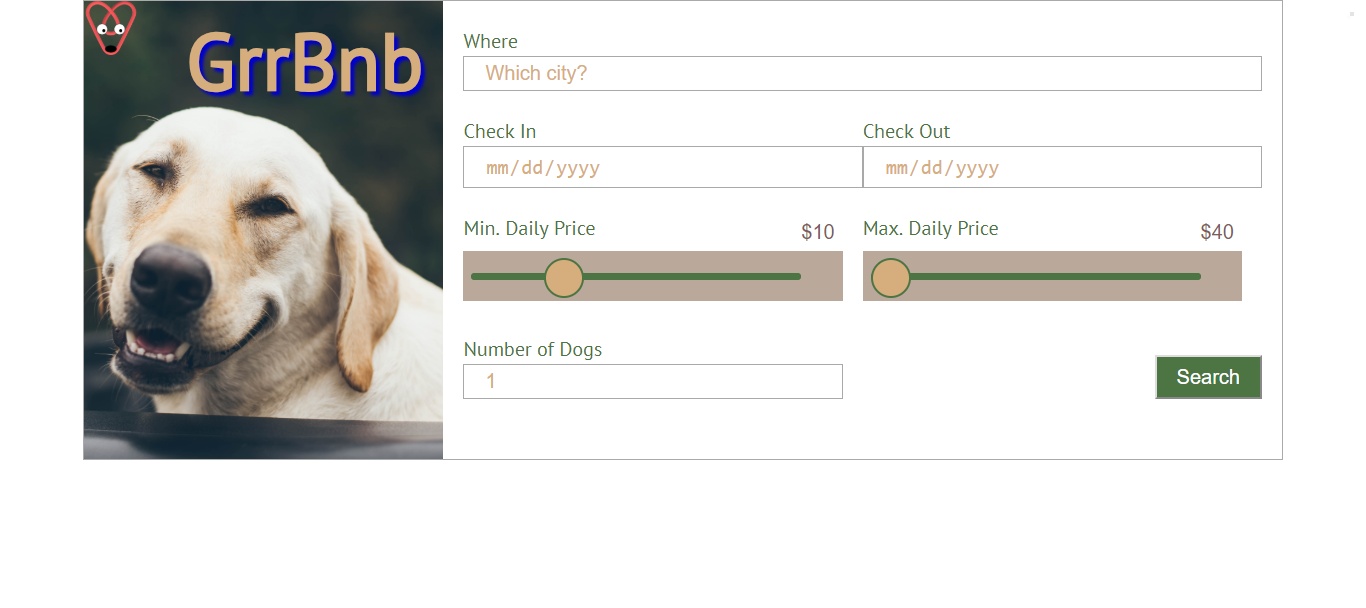 GrrBnb
Where
Which city?
Check In
Check Out
mm/dd/yyyy
mm/dd/yyyy
Min. Daily Price
$10
Max. Daily Price
$40
Number of Dogs
1
Search